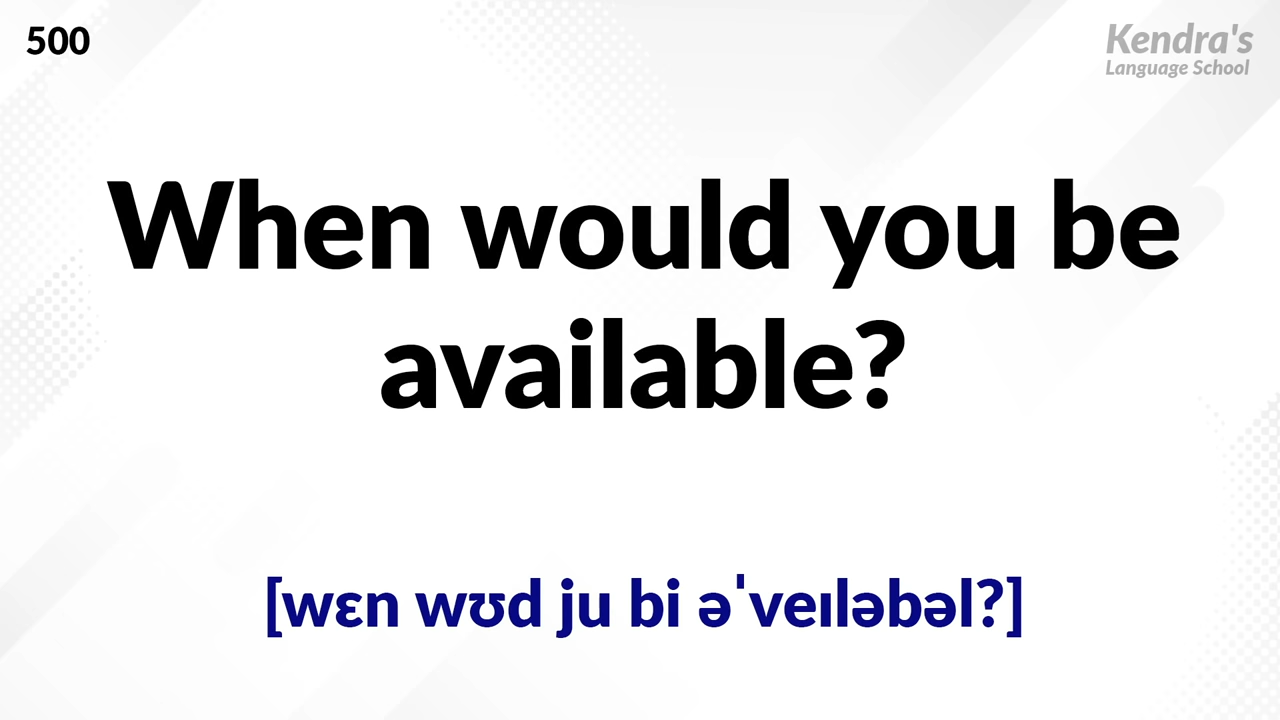 500
Kendra's
Language School
When would you be
available?
[wɛn wʊd ju bi əˈveɪləbəl?]